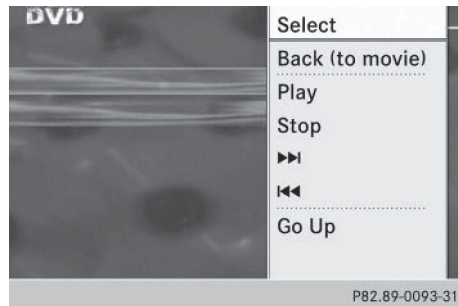 DVD
Select
Back (to movie)
Play
Stop
▶▶I
I◀◀
Go Up
P82.89-0093-31